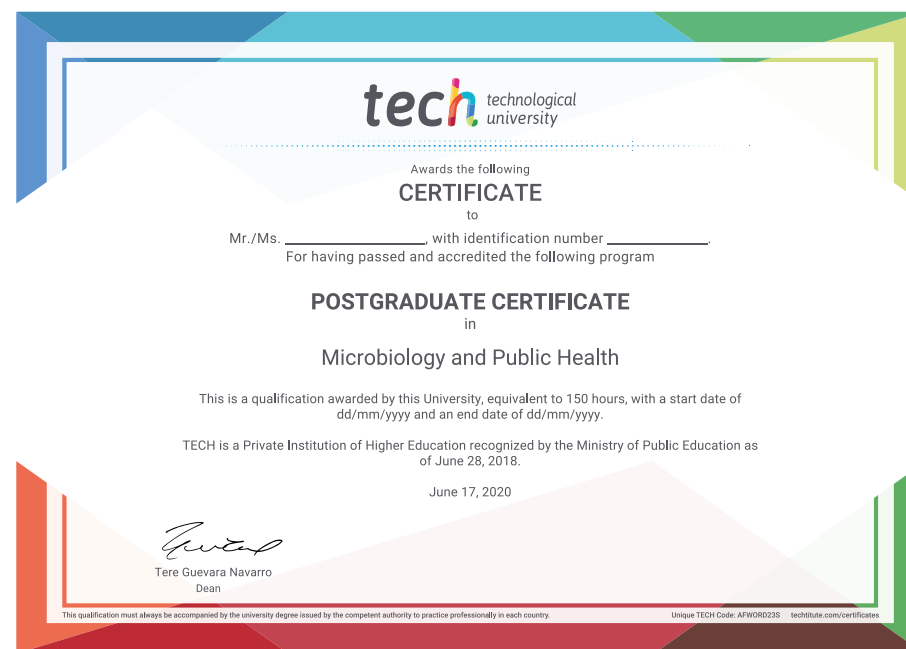 tech technological
university
Awards the following
CERTIFICATE
to
Mr./Ms. ____________________, with identification number ______________.
For having passed and accredited the following program
POSTGRADUATE CERTIFICATE
in
Microbiology and Public Health
This is a qualification awarded by this University, equivalent to 150 hours, with a start date of
dd/mm/yyyy and an end date of dd/mm/yyyy.
TECH is a Private Institution of Higher Education recognized by the Ministry of Public Education as
of June 28, 2018.
June 17, 2020
Tere Guevara Navarro
Dean
This qualification must always be accompanied by the university degree issued by the competent authority to practice professionally in each country. Unique TECH Code: AFWORD23S techtitute.com/certificates